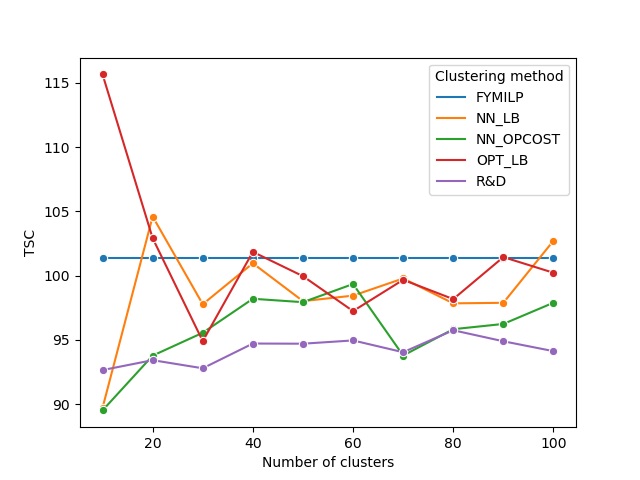 Clustering method
FYMILP
NN_LB
NN_OPCOST
OPT_LB
R&D
115
110
105
100
95
90
TSC
20 40 60 80 100
Number of clusters